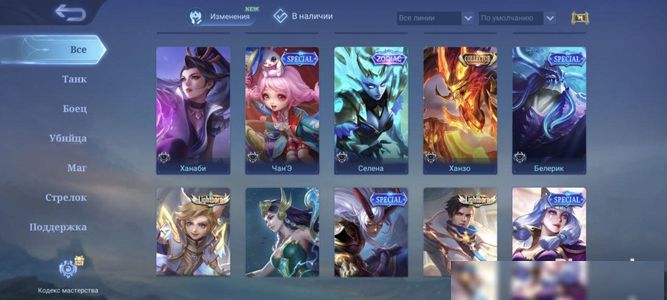 Изменения NEW
В наличии
Все линии
По умолчанию
Все
Танк
Боец
Убийца
Маг
Стрелок
Поддержка
Кодекс мастерства
SPECIAL
ZODIAC
COLLECTOR
SPECIAL
Ханаби
Чан'Э
Селена
Ханзо
Белерик
Lightborn
SPECIAL
Lightborn
SPECIAL